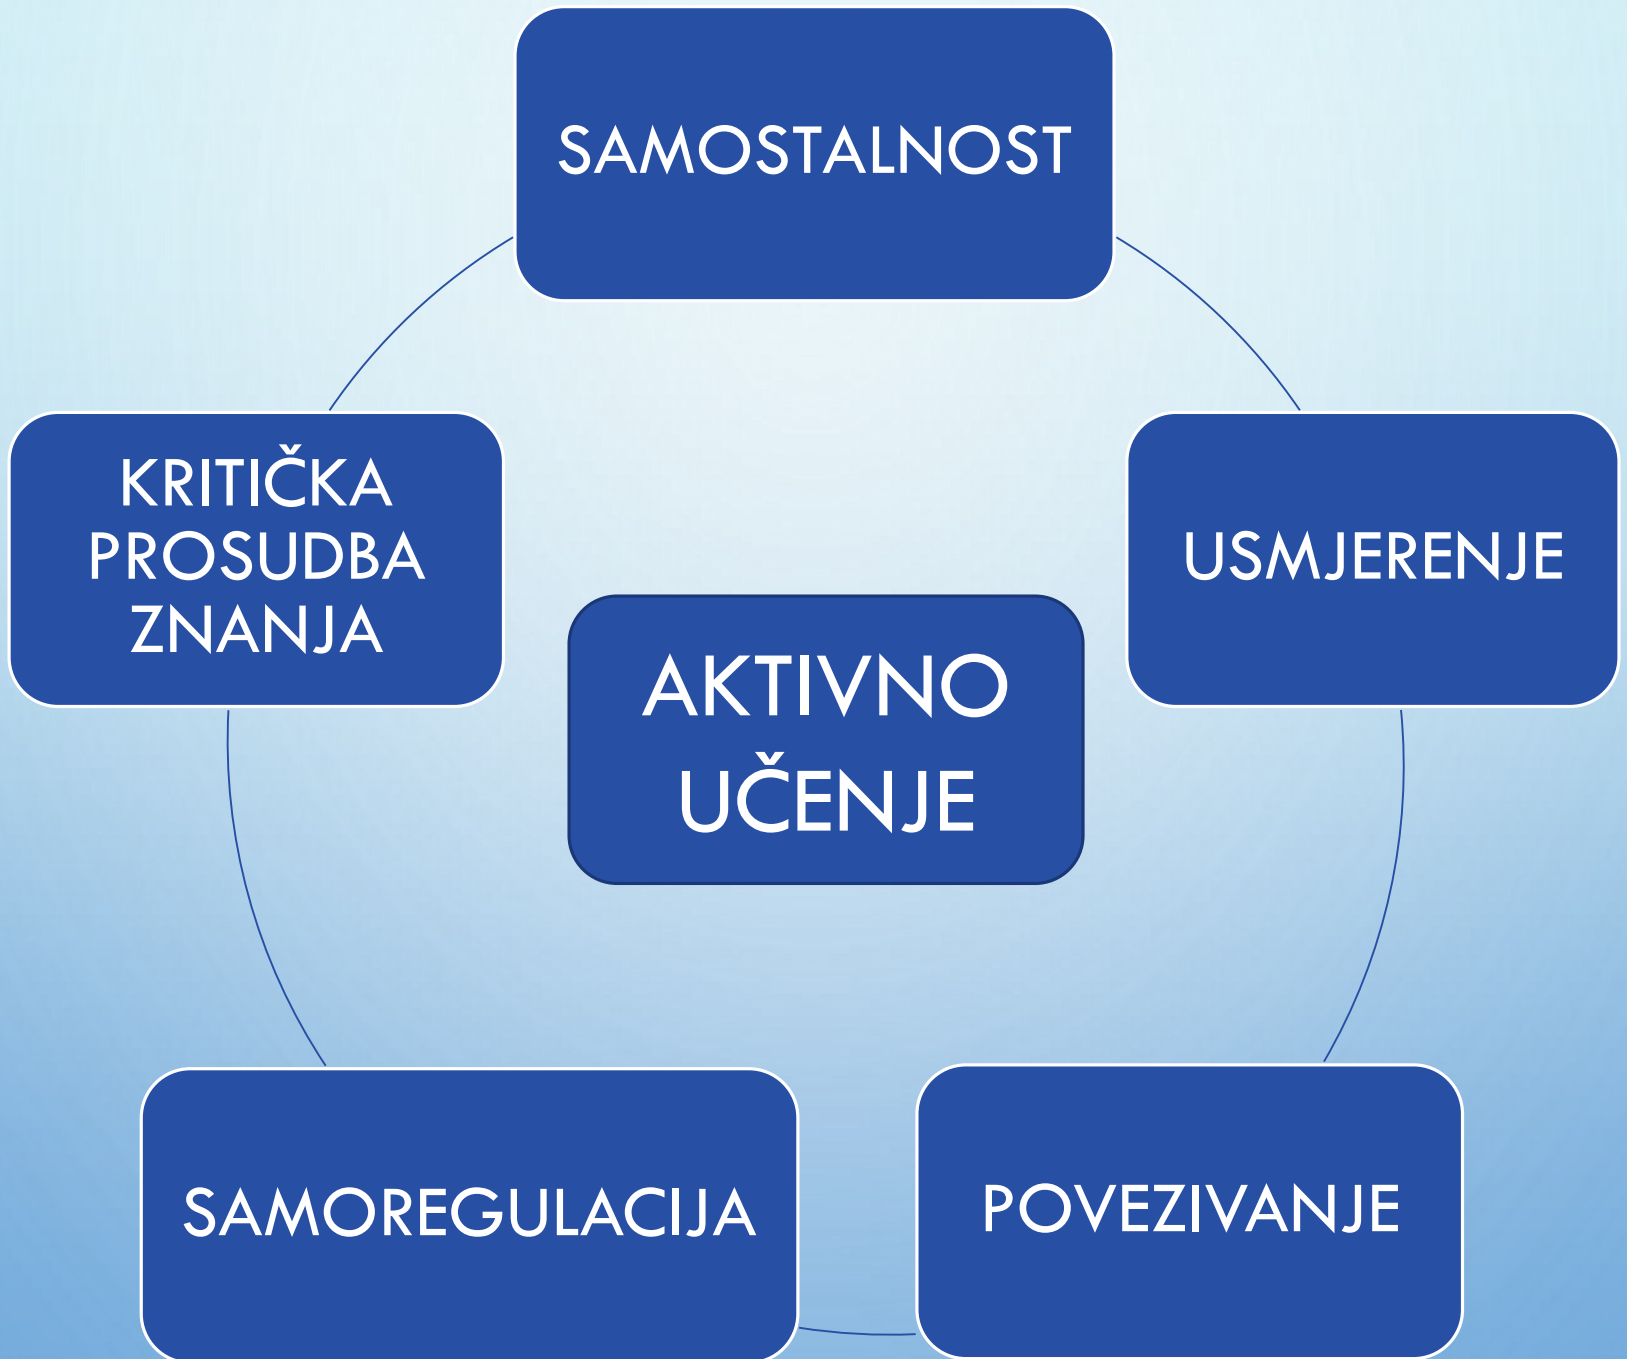 SAMOSTALNOST
KRITIČKA
PROSUDBA
ZNANJA
USMJERENJE
AKTIVNO
UČENJE
SAMOREGULACIJA
POVEZIVANJE